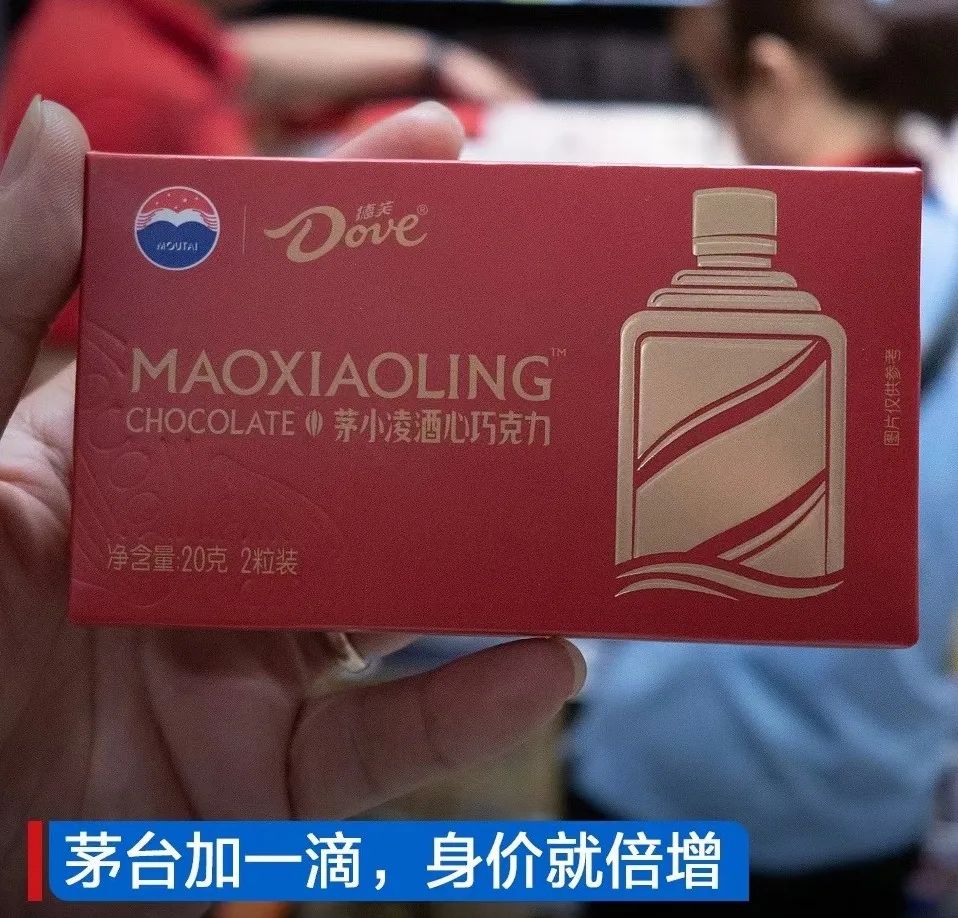 MOUTAI
德芙
Dove®
MAOXIAOLING™
CHOCOLATE 茅小凌酒心巧克力
净含量:20克 2粒装
图片仅供参考
茅台加一滴，身价就倍增